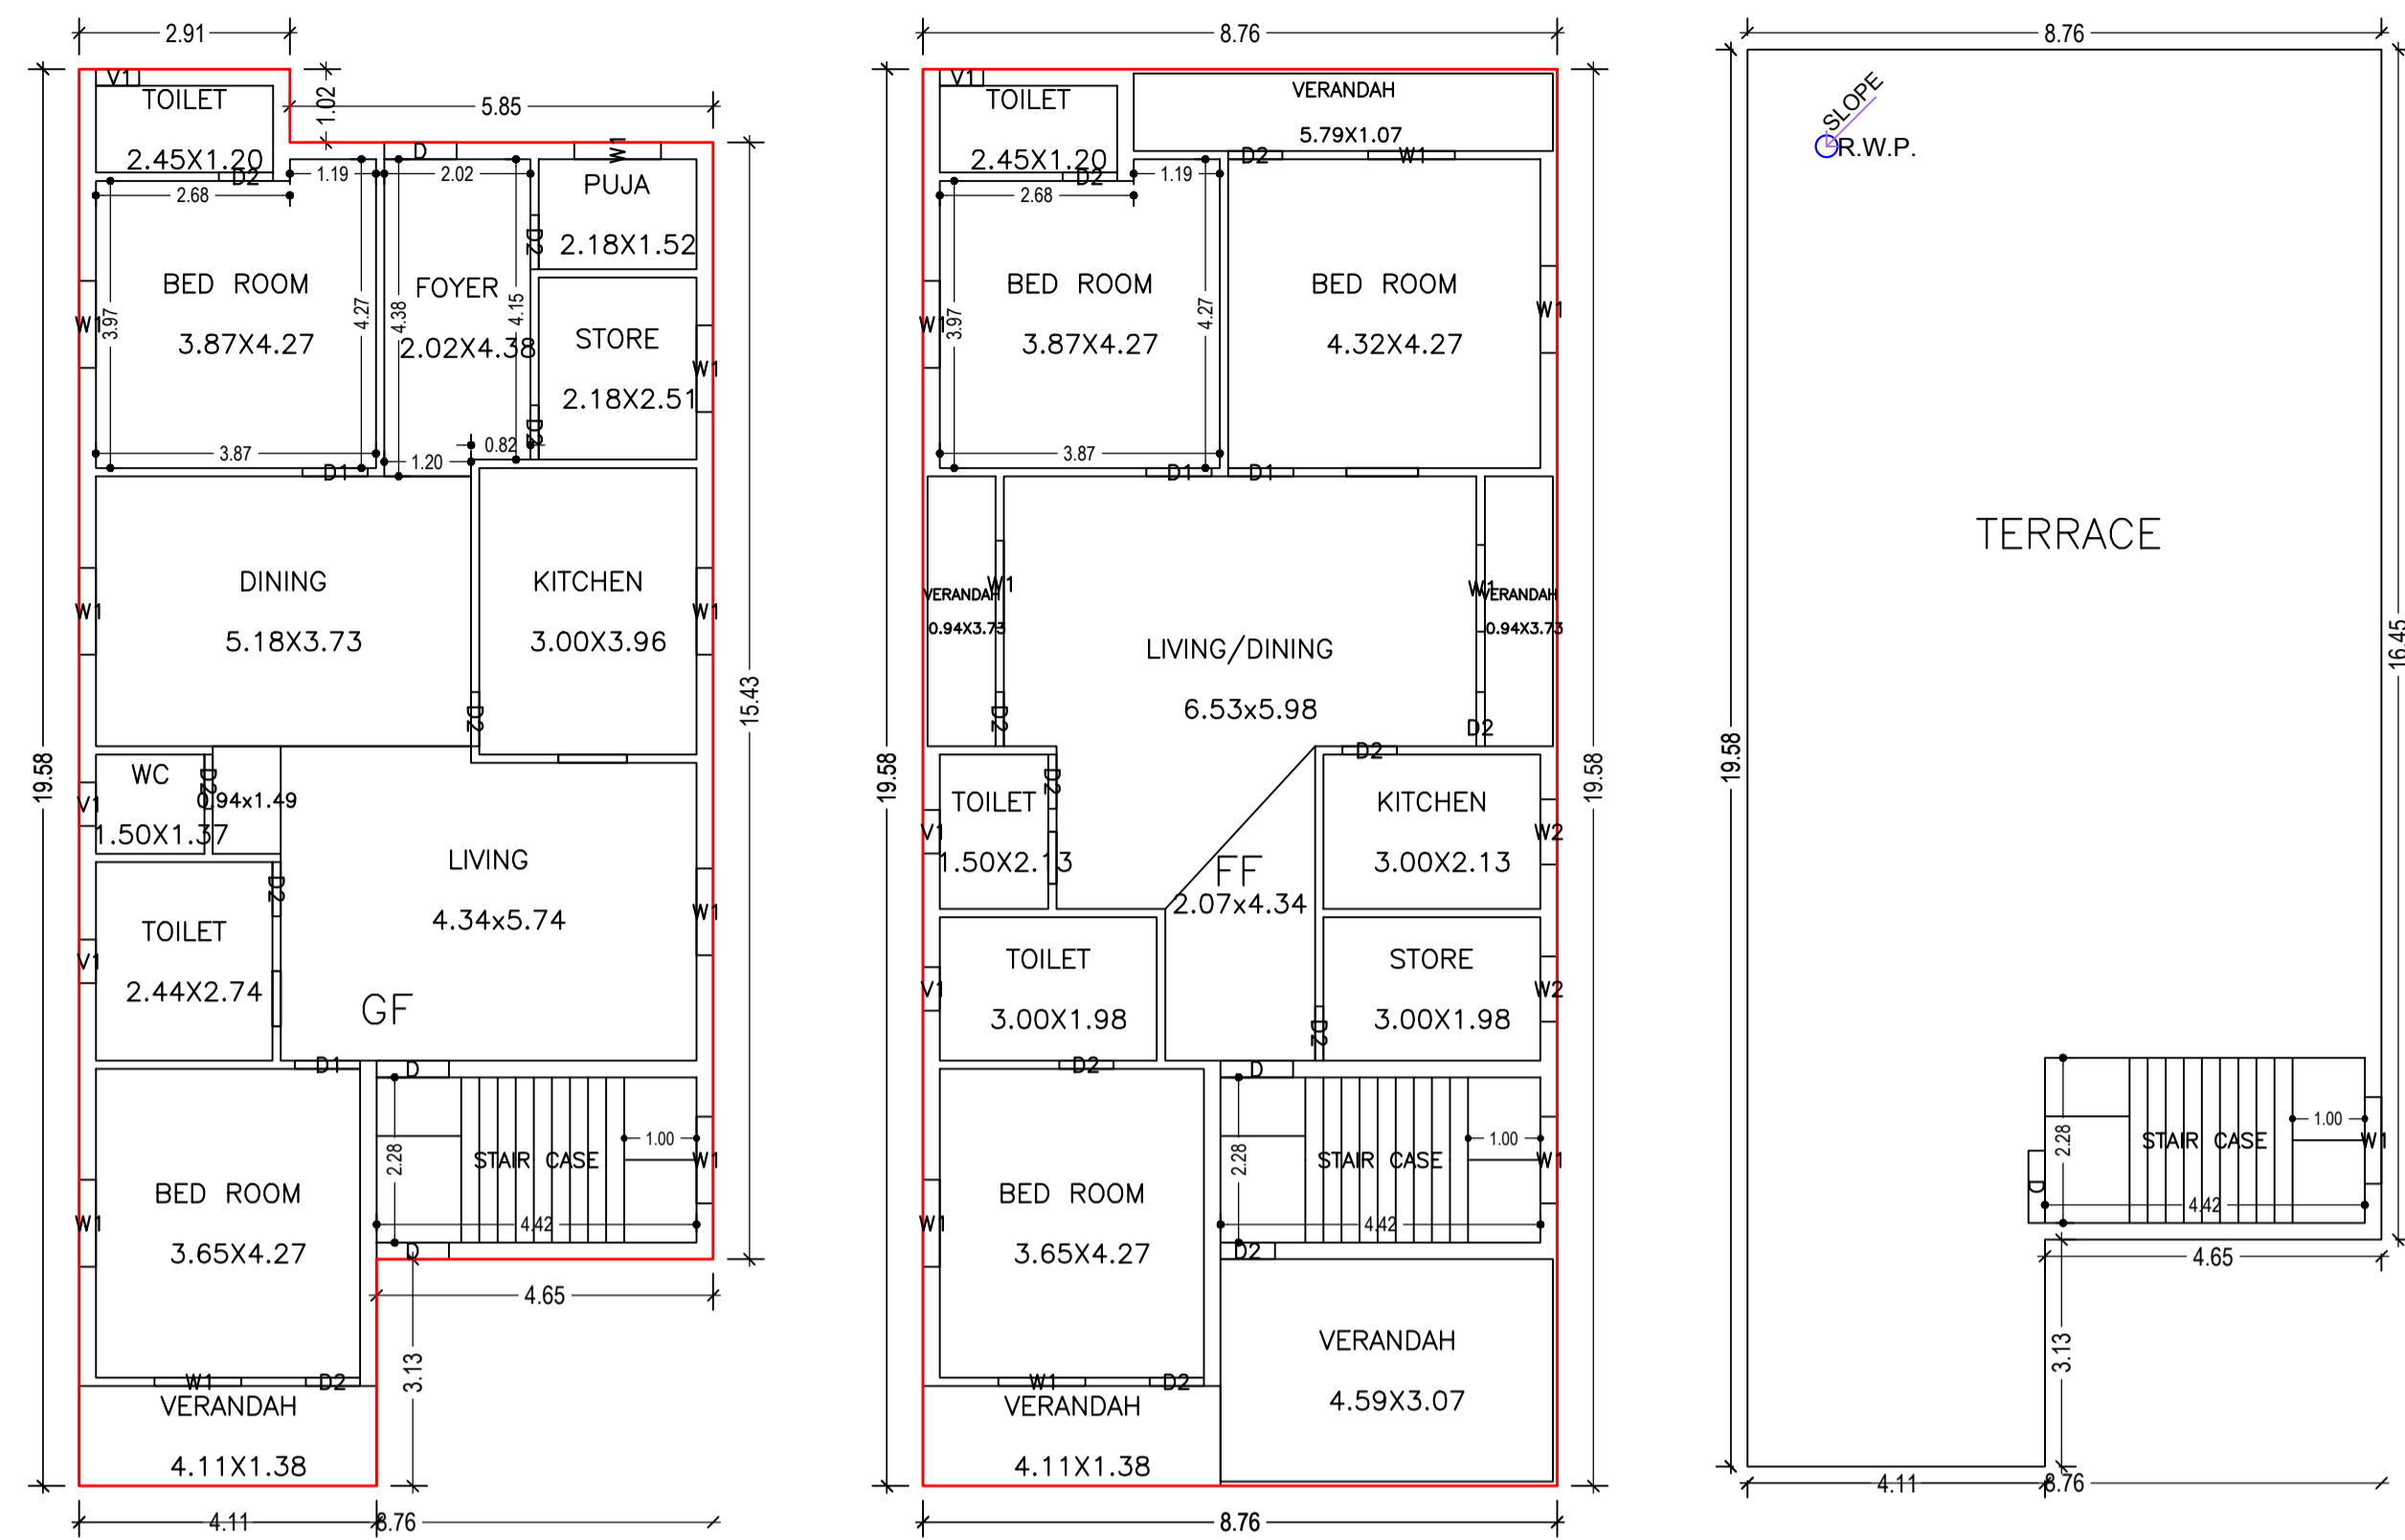 2.91
V1
TOILET
2.45X1.20
D2
1.02
5.85
D
W1
1.19
2.02
2.68
PUJA
2.18X1.52
D2
BED ROOM
3.87X4.27
W1
3.97
4.27
FOYER
2.02X4.38
4.38
4.15
STORE
2.18X2.51
W1
D2
3.87
1.20
0.82
D1
DINING
5.18X3.73
W1
D2
KITCHEN
3.00X3.96
W1
15.43
19.58
WC
1.50X1.37
V1
D2
0.94x1.49
LIVING
4.34x5.74
W1
TOILET
2.44X2.74
V1
D2
GF
D1
D
BED ROOM
3.65X4.27
W1
2.28
STAIR CASE
1.00
W1
4.42
D
4.65
W1
D2
3.13
VERANDAH
4.11X1.38
4.11
8.76
8.76
V1
TOILET
2.45X1.20
D2
VERANDAH
5.79X1.07
D2
W1
1.19
2.68
BED ROOM
3.87X4.27
W1
3.97
4.27
BED ROOM
4.32X4.27
W1
3.87
D1
D1
VERANDAH
0.94X3.73
W1
D2
LIVING/DINING
6.53x5.98
W1
VERANDAH
0.94X3.73
D2
19.58
19.58
D2
TOILET
1.50X2.13
V1
D2
FF
2.07x4.34
KITCHEN
3.00X2.13
W2
TOILET
3.00X1.98
V1
STORE
3.00X1.98
W2
D2
D2
D
BED ROOM
3.65X4.27
W1
2.28
STAIR CASE
1.00
W1
4.42
D2
W1
D2
VERANDAH
4.59X3.07
VERANDAH
4.11X1.38
8.76
8.76
SLOPE
R.W.P.
TERRACE
16.45
19.58
2.28
STAIR CASE
1.00
W1
D
4.42
4.65
3.13
4.11
8.76